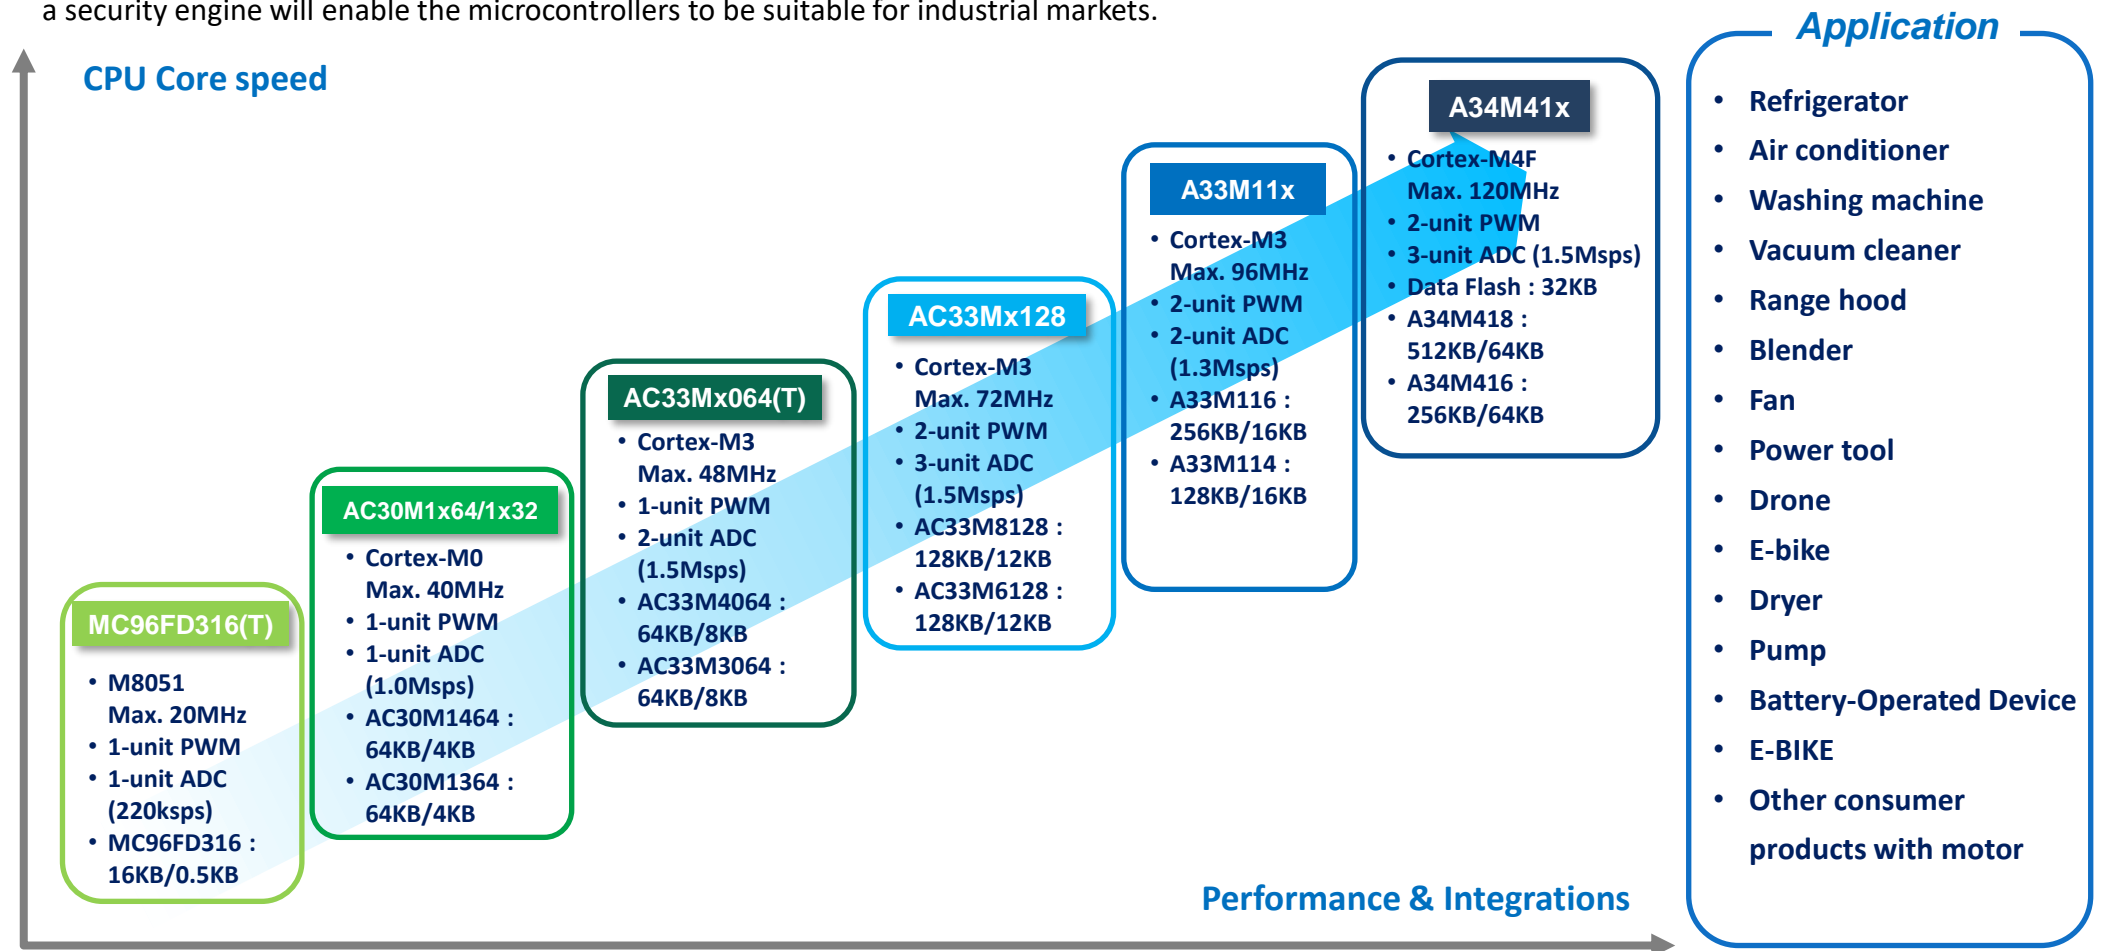 a security engine will enable the microcontrollers to be suitable for industrial markets.
CPU Core speed
MC96FD316(T)
• M8051
Max. 20MHz
• 1-unit PWM
• 1-unit ADC
(220ksps)
• MC96FD316 :
16KB/0.5KB
AC30M1x64/1x32
• Cortex-M0
Max. 40MHz
• 1-unit PWM
• 1-unit ADC
(1.0Msps)
• AC30M1464 :
64KB/4KB
• AC30M1364 :
64KB/4KB
AC33Mx064(T)
• Cortex-M3
Max. 48MHz
• 1-unit PWM
• 2-unit ADC
(1.5Msps)
• AC33M4064 :
64KB/8KB
• AC33M3064 :
64KB/8KB
AC33Mx128
• Cortex-M3
Max. 72MHz
• 2-unit PWM
• 3-unit ADC
(1.5Msps)
• AC33M8128 :
128KB/12KB
• AC33M6128 :
128KB/12KB
A33M11x
• Cortex-M3
Max. 96MHz
• 2-unit PWM
• 2-unit ADC
(1.3Msps)
• A33M116 :
256KB/16KB
• A33M114 :
128KB/16KB
A34M41x
• Cortex-M4F
Max. 120MHz
• 2-unit PWM
• 3-unit ADC (1.5Msps)
• Data Flash : 32KB
• A34M418 :
512KB/64KB
• A34M416 :
256KB/64KB
Performance & Integrations
Application
• Refrigerator
• Air conditioner
• Washing machine
• Vacuum cleaner
• Range hood
• Blender
• Fan
• Power tool
• Drone
• E-bike
• Dryer
• Pump
• Battery-Operated Device
• E-BIKE
• Other consumer
products with motor